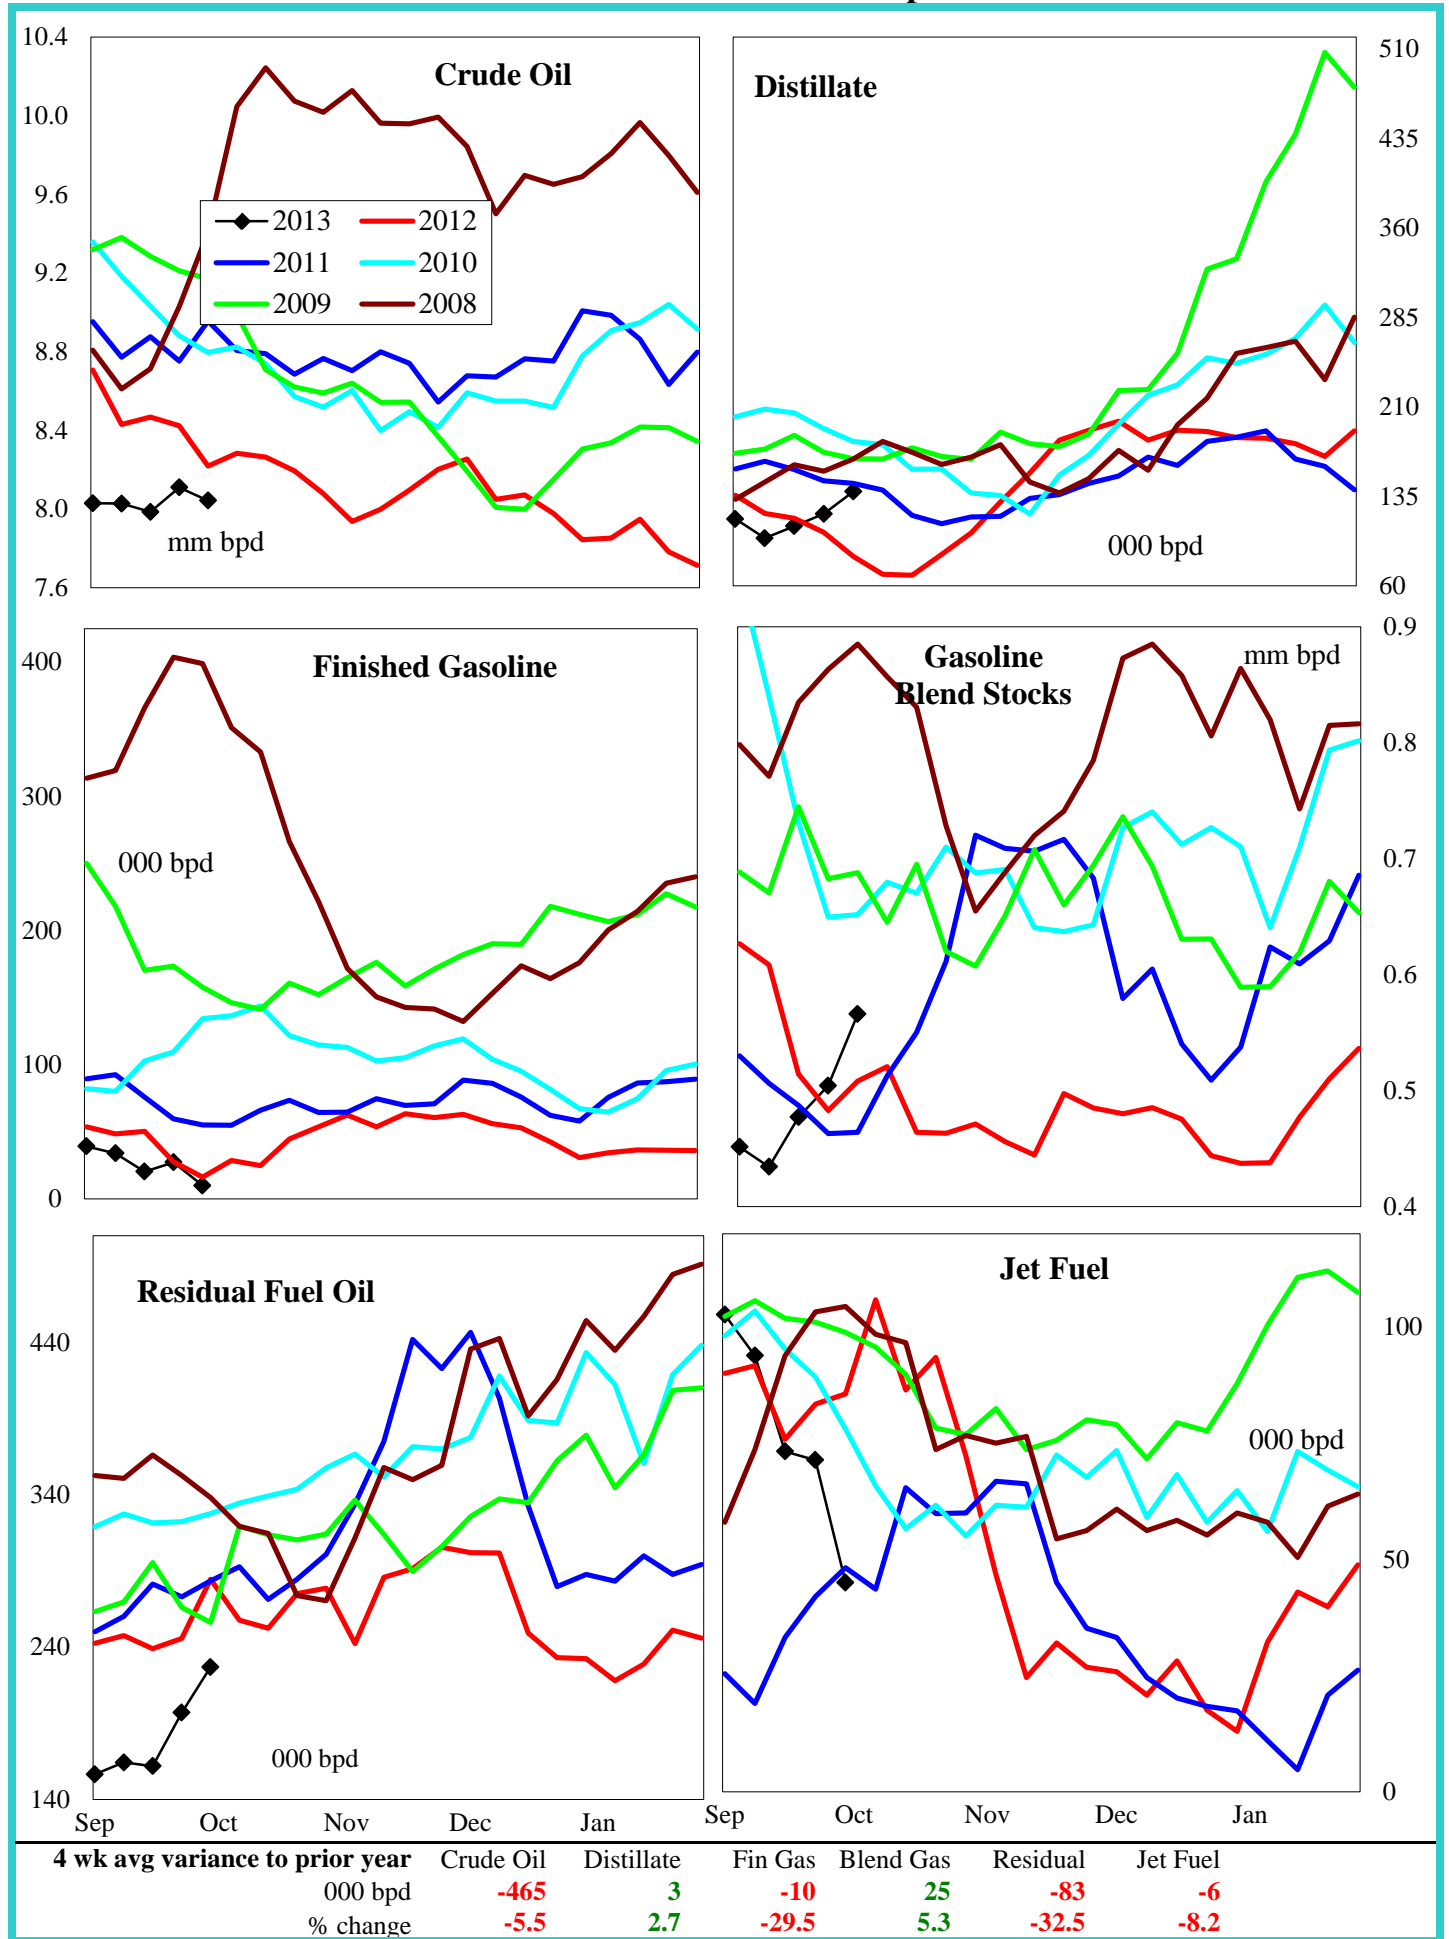 10.4
10.0
9.6
9.2
8.8
8.4
8.0
7.6
Crude Oil
2013
2012
2011
2010
2009
2008
mm bpd
Distillate
000 bpd
510
435
360
285
210
135
60
400
300
200
100
0
Finished Gasoline
000 bpd
Gasoline
Blend Stocks
mm bpd
0.9
0.8
0.7
0.6
0.5
0.4
Residual Fuel Oil
440
340
240
140
000 bpd
Sep Oct Nov Dec Jan
Jet Fuel
000 bpd
100
50
0
Sep Oct Nov Dec Jan
4 wk avg variance to prior year Crude Oil Distillate Fin Gas Blend Gas Residual Jet Fuel
000 bpd -465 3 -10 25 -83 -6
% change -5.5 2.7 -29.5 5.3 -32.5 -8.2